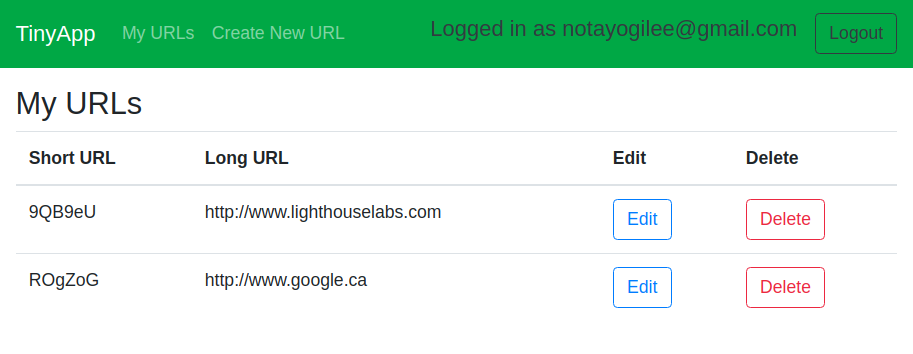 TinyApp My URLs Create New URL Logged in as notayogilee@gmail.com Logout
My URLs
Short URL Long URL Edit Delete
9QB9eU http://www.lighthouselabs.com Edit Delete
ROgZoG http://www.google.ca Edit Delete